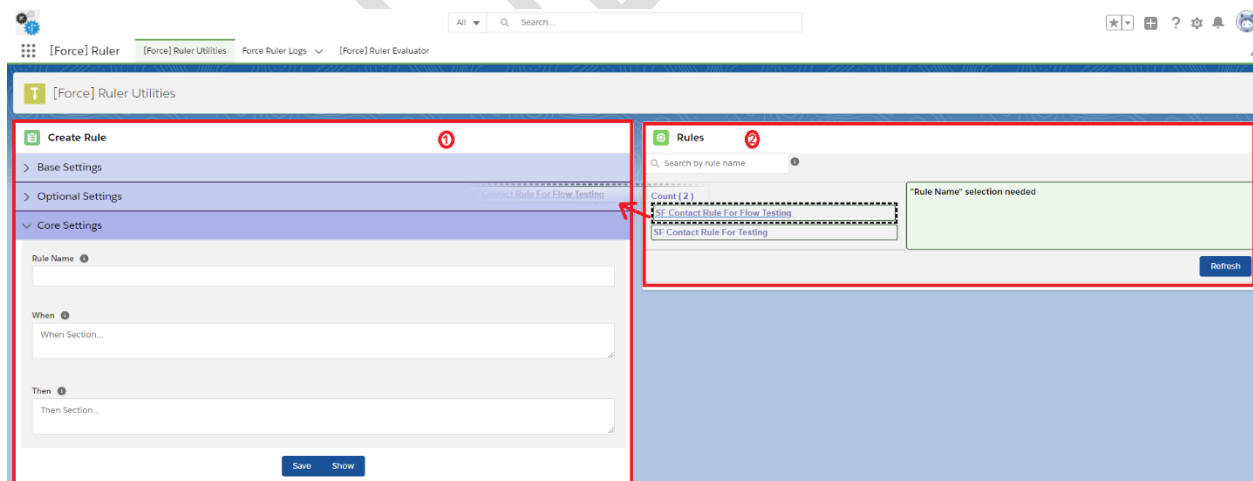 All
Search...
[Force] Ruler
[Force] Ruler Utilities
Force Ruler Logs
[Force] Ruler Evaluator
[Force] Ruler Utilities
Create Rule
1
Base Settings
Optional Settings
Contact Rule For Flow Testing
Core Settings
Rule Name
When
When Section...
Then
Then Section...
Save
Show
Rules
2
Search by rule name
Count ( 2 )
SF Contact Rule For Flow Testing
SF Contact Rule For Testing
"Rule Name" selection needed
Refresh